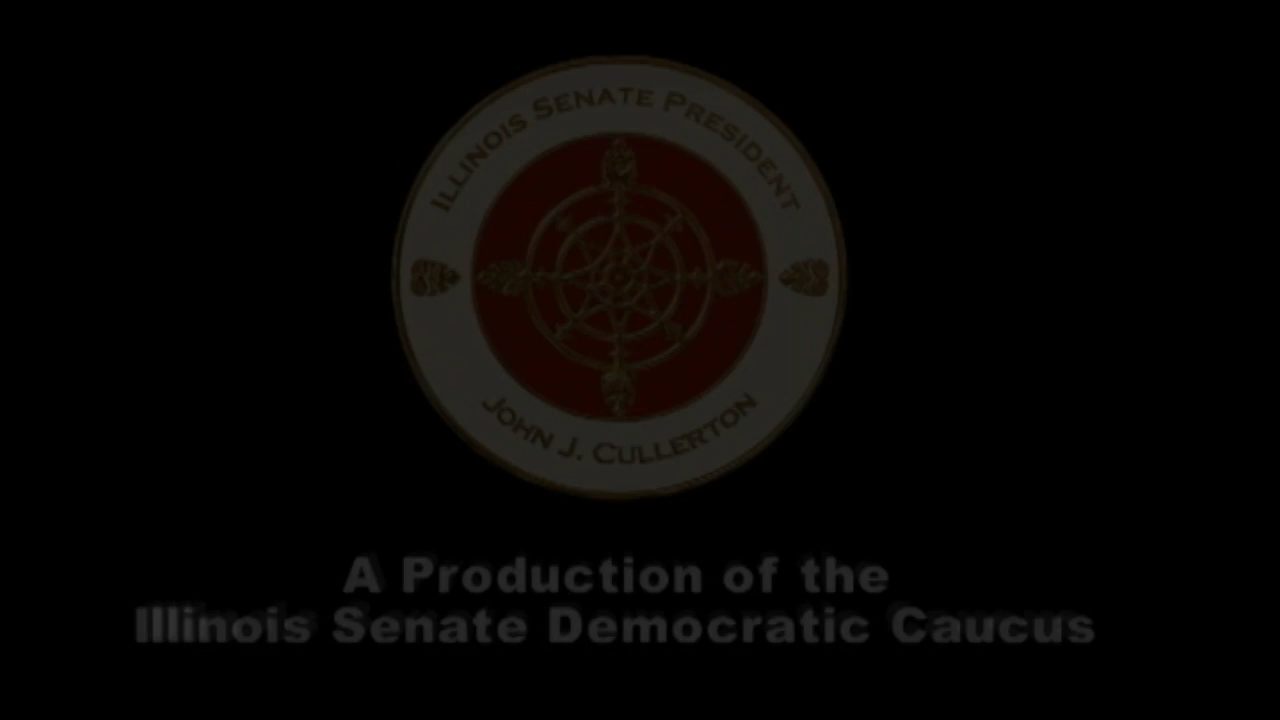 ILLINOIS SENATE PRESIDENT
JOHN J. CULLERTON
A Production of the
Illinois Senate Democratic Caucus